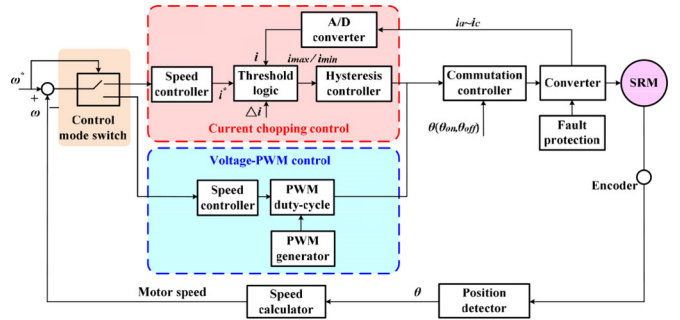 A/D
converter
ia~ic
i
imax/imin
ω*
+
ω
−
Control
mode switch
Speed
controller
i*
Threshold
logic
Hysteresis
controller
△i
Current chopping control
Commutation
controller
Converter
SRM
θ(θon,θoff)
Fault
protection
Voltage-PWM control
Speed
controller
PWM
duty-cycle
PWM
generator
Encoder
Motor speed
Speed
calculator
θ
Position
detector